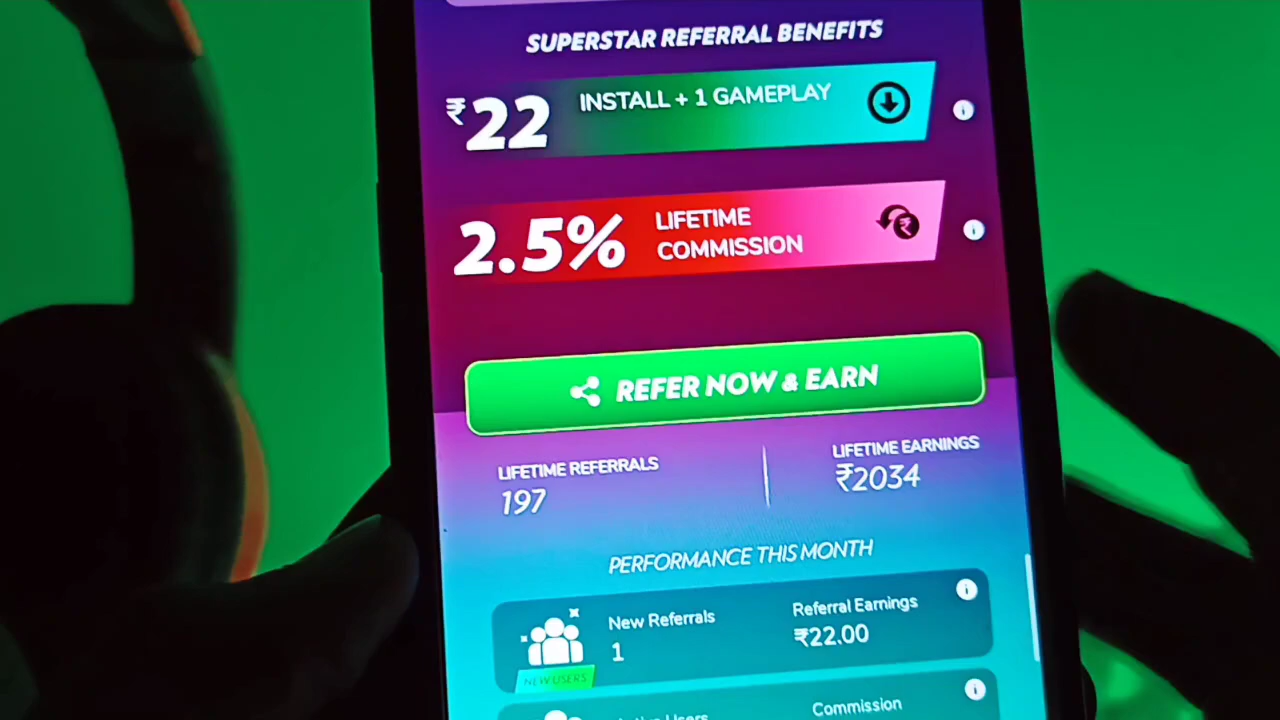 SUPERSTAR REFERRAL BENEFITS
₹22
INSTALL + 1 GAMEPLAY
2.5%
LIFETIME
COMMISSION
REFER NOW & EARN
LIFETIME REFERRALS
197
LIFETIME EARNINGS
₹2034
PERFORMANCE THIS MONTH
New Referrals
1
Referral Earnings
₹22.00
NEW USERS
Users
Commission